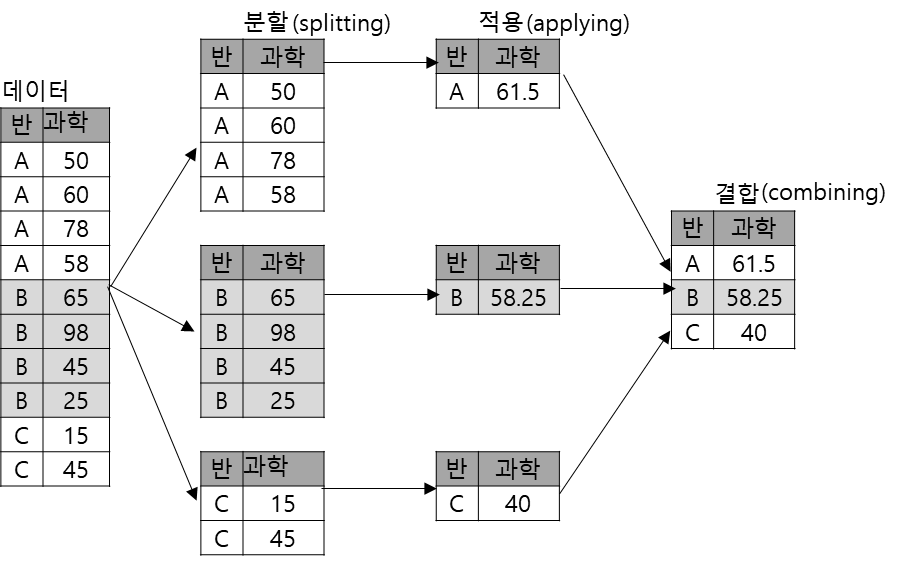 분할(splitting)
적용(applying)
데이터
결합(combining)
반 과학
A 50
A 60
A 78
A 58
B 65
B 98
B 45
B 25
C 15
C 45
반 과학
A 50
A 60
A 78
A 58
반 과학
B 65
B 98
B 45
B 25
반 과학
C 15
C 45
반 과학
A 61.5
반 과학
B 58.25
반 과학
C 40
반 과학
A 61.5
B 58.25
C 40